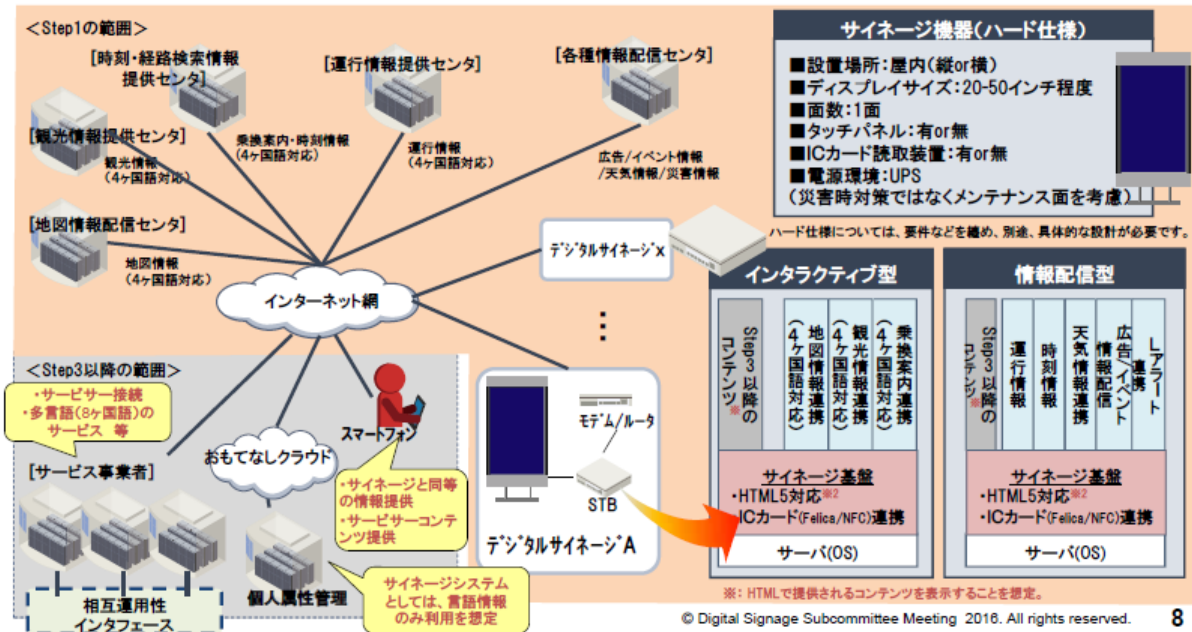 ＜Step1の範囲＞
[時刻・経路検索情報
提供センタ]
[運行情報提供センタ]
[各種情報配信センタ]
[観光情報提供センタ]
観光情報
(4ヶ国語対応)
乗換案内・時刻情報
(4ヶ国語対応)
運行情報
(4ヶ国語対応)
広告/イベント情報
/天気情報/災害情報
[地図情報配信センタ]
地図情報
(4ヶ国語対応)
インターネット網
デジタルサイネージx
サイネージ機器(ハード仕様)
■設置場所：屋内(縦or横)
■ディスプレイサイズ：20-50インチ程度
■面数：1面
■タッチパネル：有or無
■ICカード読取装置：有or無
■電源環境：UPS
(災害時対策ではなくメンテナンス面を考慮)
ハード仕様については、要件などを纏め、別途、具体的な設計が必要です。
＜Step3以降の範囲＞
・サービサー接続
・多言語(8ヶ国語)の
サービス 等
[サービス事業者]
おもてなしクラウド
スマートフォン
・サイネージと同等
の情報提供
・サービサーコンテ
ンツ提供
個人属性管理
サイネージシステム
としては、言語情報
のみ利用を想定
相互運用性
インタフェース
モデム/ルータ
STB
デジタルサイネージA
インタラクティブ型
Step3以降の
コンテンツ※
地図情報連携
(4ヶ国語対応)
観光情報連携
(4ヶ国語対応)
乗換案内連携
(4ヶ国語対応)
サイネージ基盤
・HTML5対応※2
・ICカード(Felica/NFC)連携
サーバ(OS)
情報配信型
Step3以降の
コンテンツ※
運行情報
時刻情報
天気情報連携
広告/イベント
情報配信
Lアラート
連携
サイネージ基盤
・HTML5対応※2
・ICカード(Felica/NFC)連携
サーバ(OS)
※：HTMLで提供されるコンテンツを表示することを想定。
© Digital Signage Subcommittee Meeting 2016. All rights reserved.
8